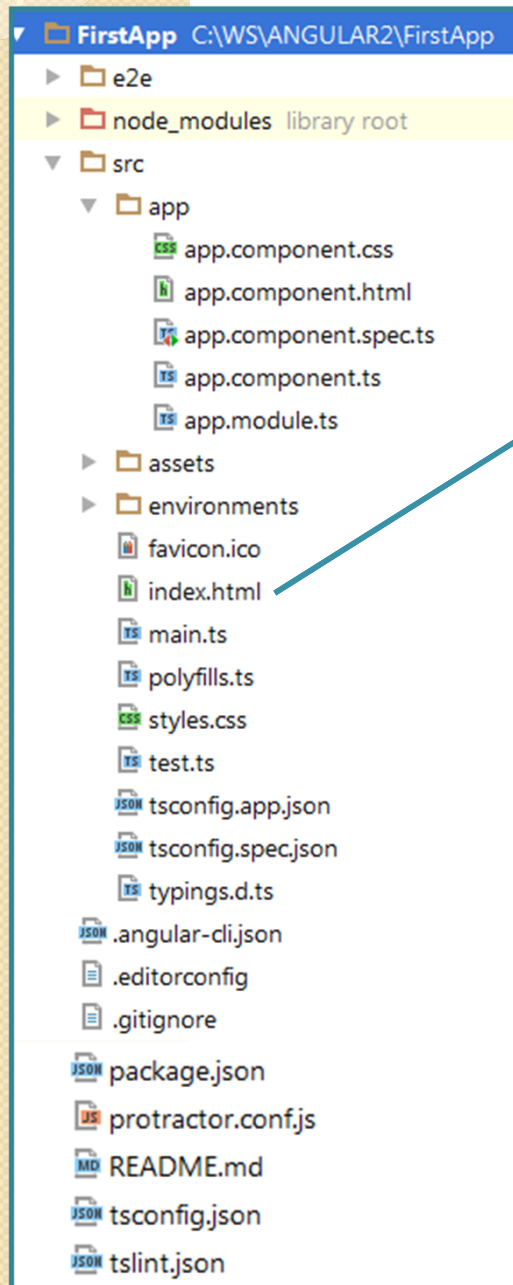 FirstApp C:\WS\ANGULAR2\FirstApp
e2e
node_modules library root
src
app
app.component.css
app.component.html
app.component.spec.ts
app.component.ts
app.module.ts
assets
environments
favicon.ico
index.html
main.ts
polyfills.ts
styles.css
test.ts
tsconfig.app.json
tsconfig.spec.json
typings.d.ts
.angular-cli.json
.editorconfig
.gitignore
package.json
protractor.conf.js
README.md
tsconfig.json
tslint.json